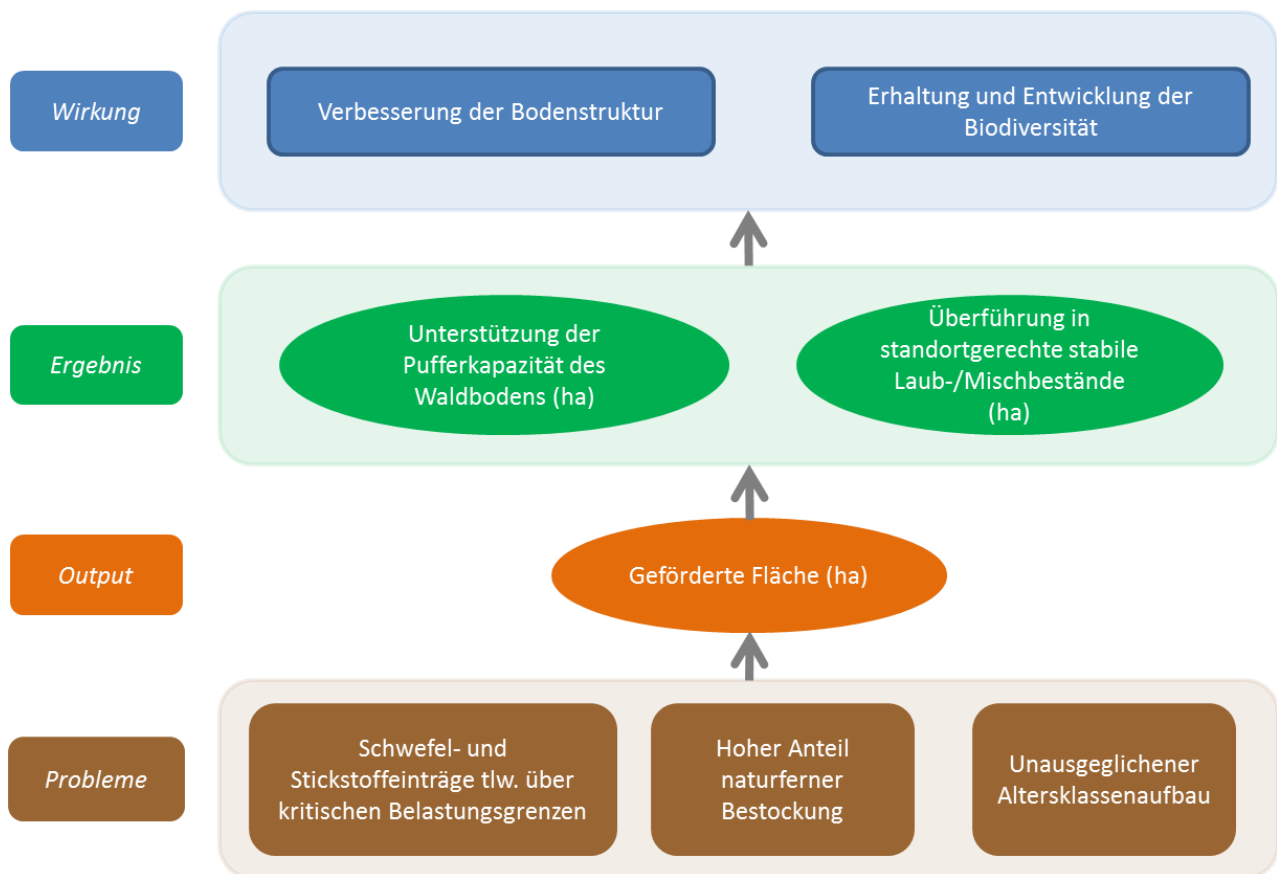 Wirkung
Verbesserung der Bodenstruktur
Erhaltung und Entwicklung der
Biodiversität
Ergebnis
Unterstützung der
Pufferkapazität des
Waldbodens (ha)
Überführung in
standortgerechte stabile
Laub-/Mischbestände
(ha)
Output
Geförderte Fläche (ha)
Probleme
Schwefel- und
Stickstoffeinträge tlw. über
kritischen Belastungsgrenzen
Hoher Anteil
naturferner
Bestockung
Unausgeglichener
Altersklassenaufbau